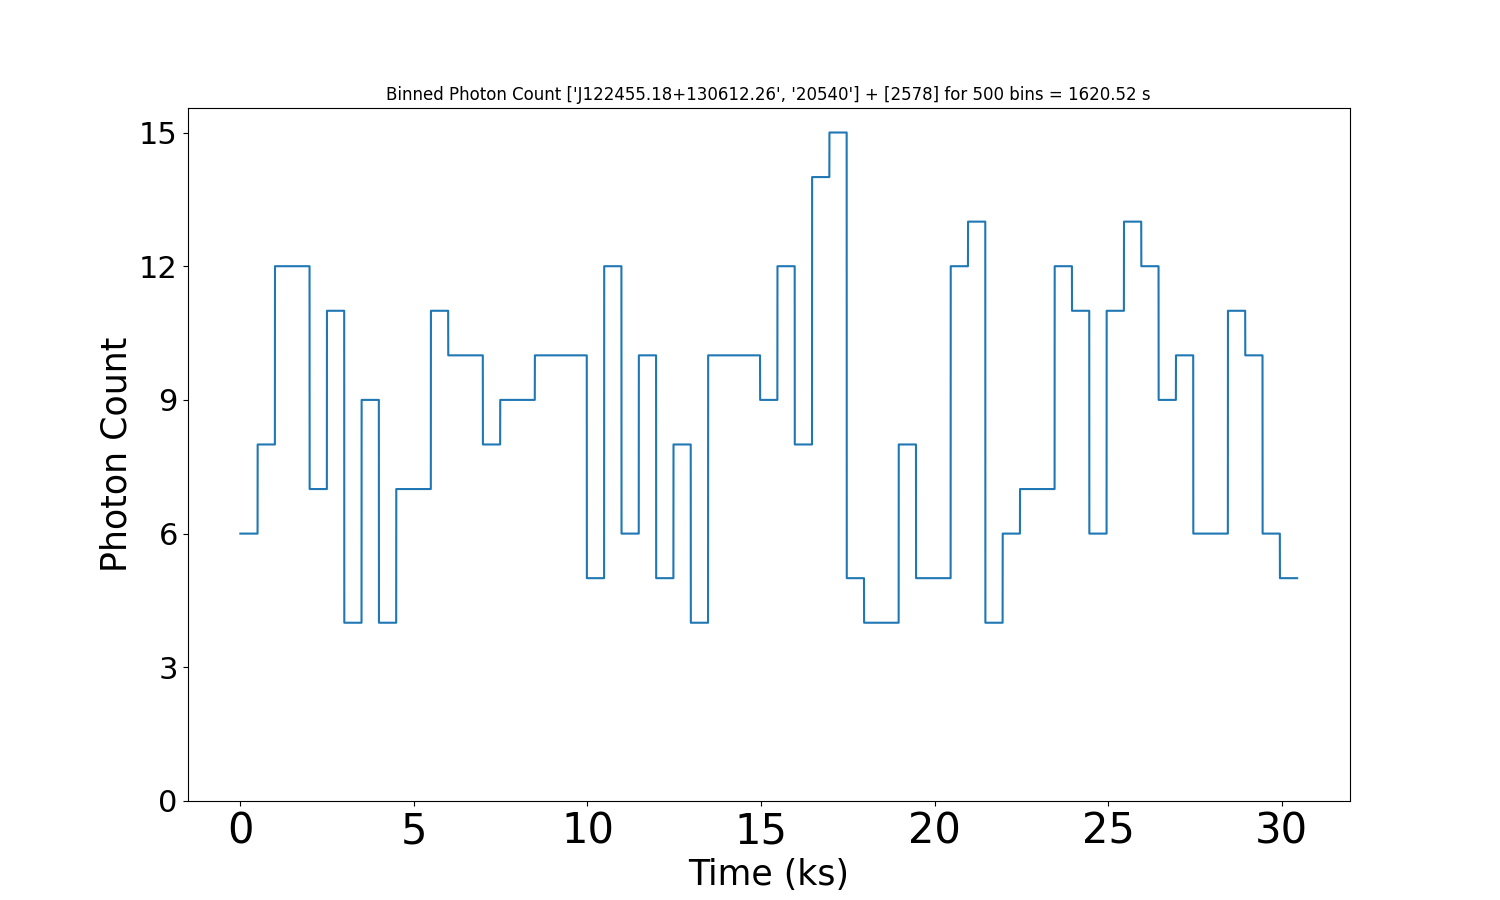 Binned Photon Count ['J122455.18+130612.26', '20540'] + [2578] for 500 bins = 1620.52 s
15
12
9
6
3
0
Photon Count
0 5 10 15 20 25 30
Time (ks)